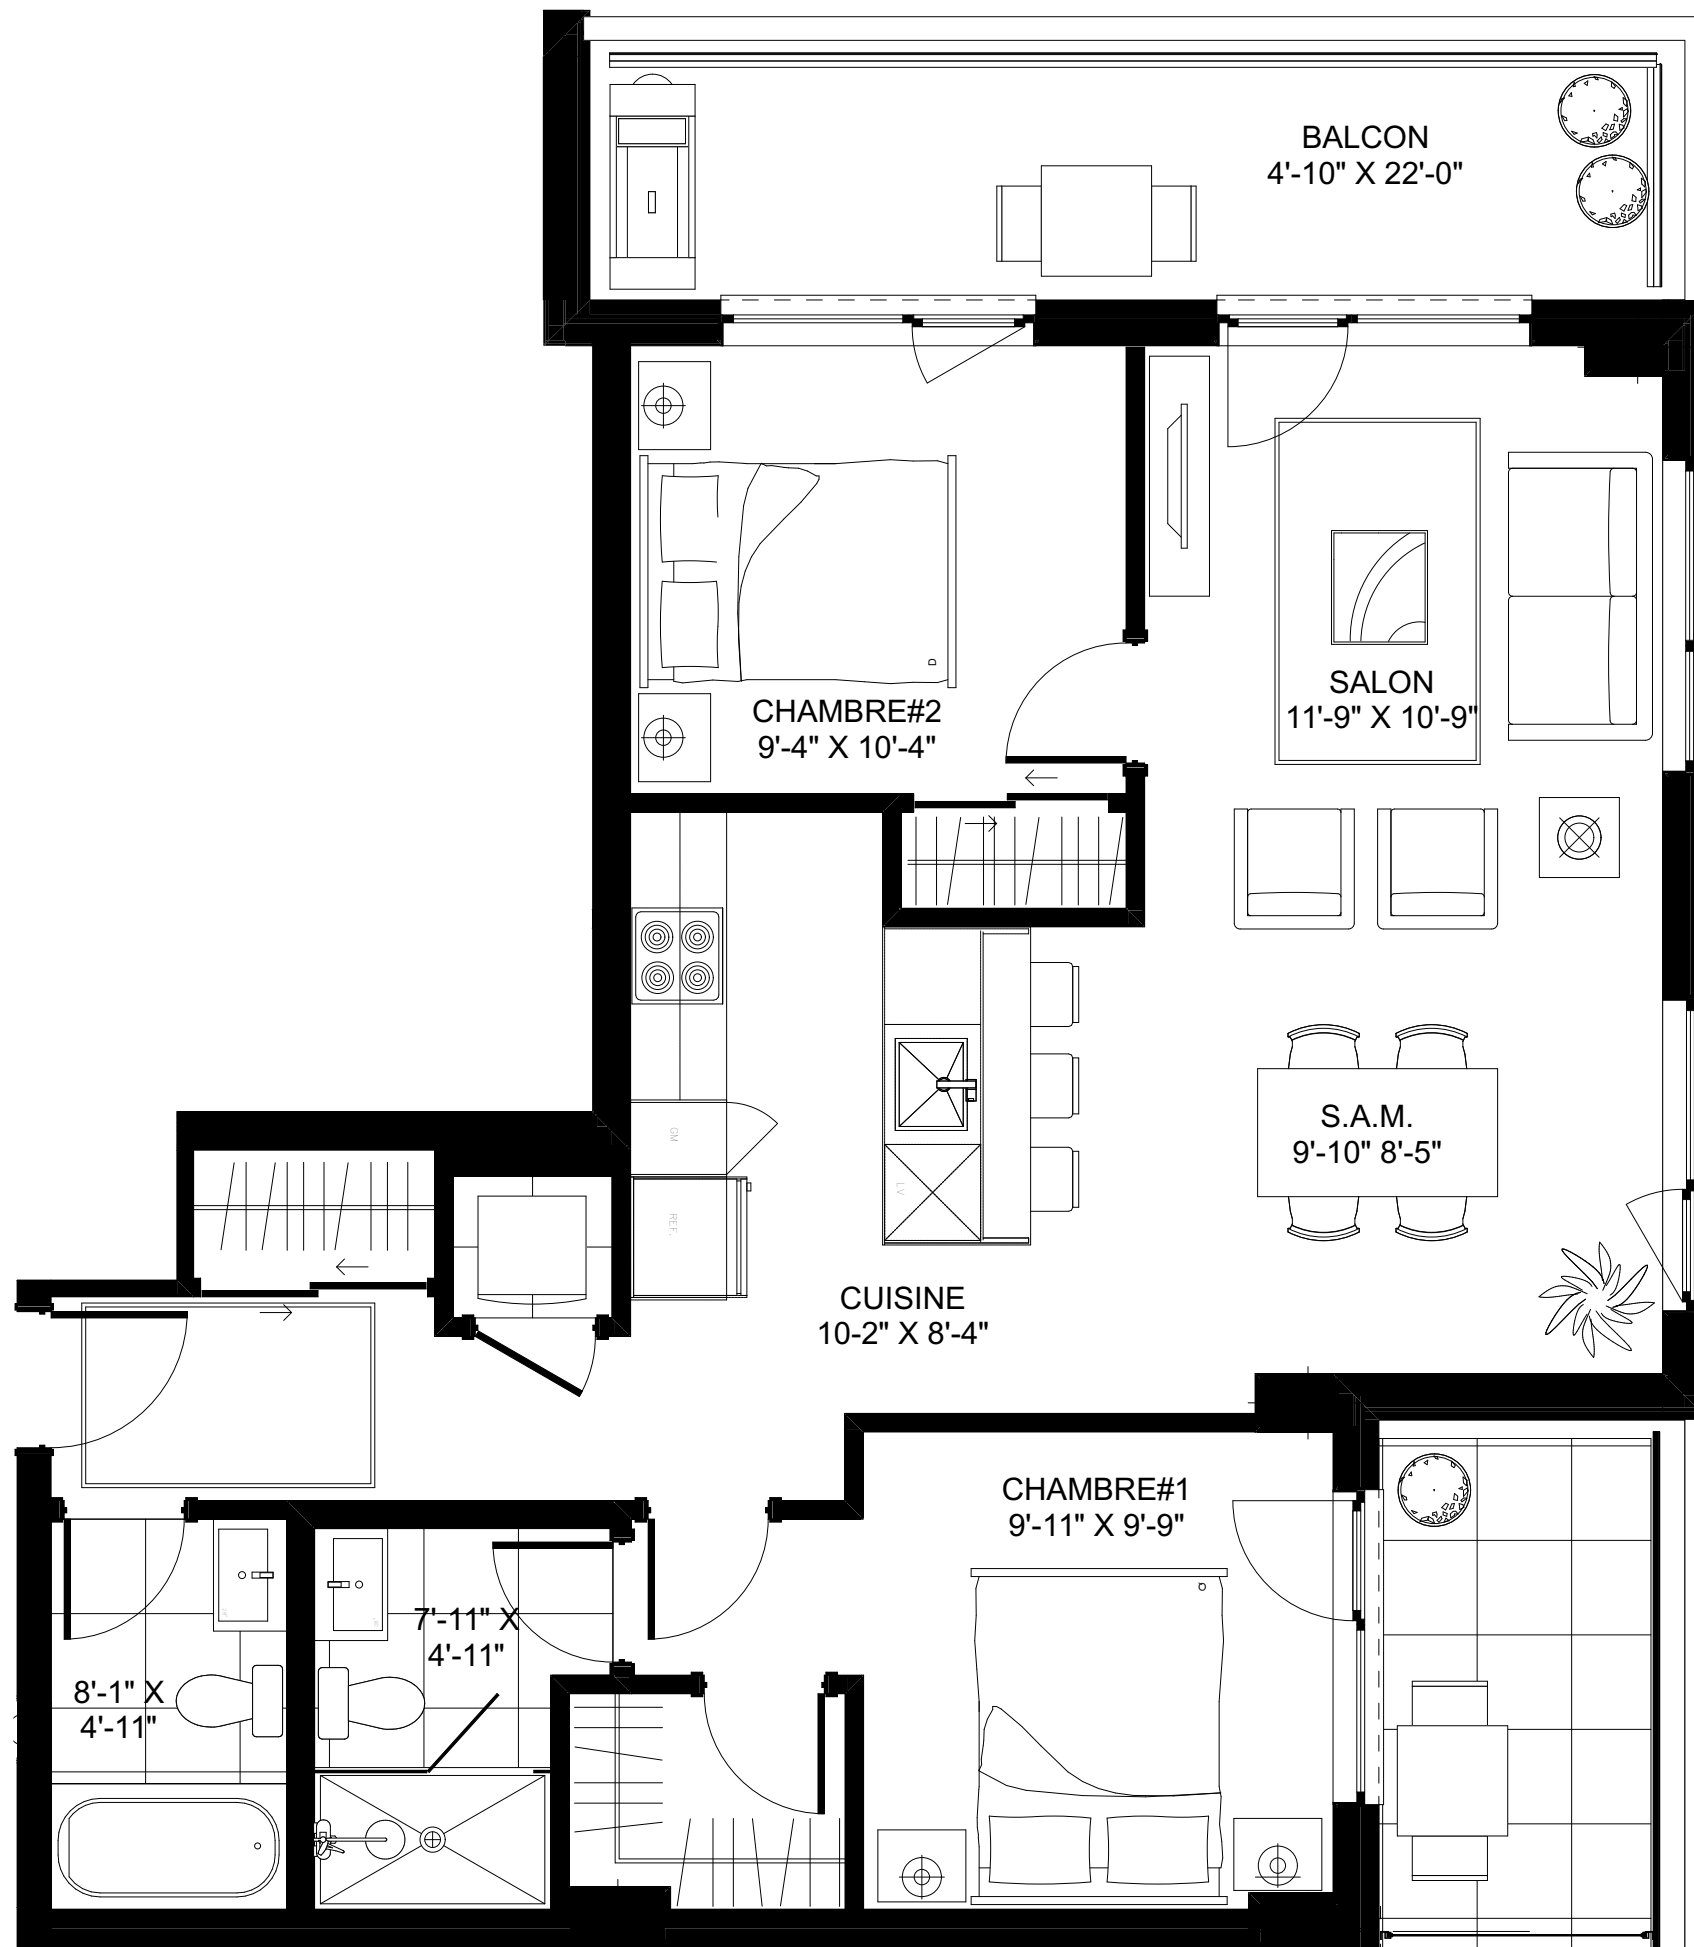 BALCON
4'-10" X 22'-0"
SALON
11'-9" X 10'-9"
CHAMBRE#2
9'-4" X 10'-4"
S.A.M.
9'-10" 8'-5"
GM
LV
REF.
CUISINE
10-2" X 8'-4"
CHAMBRE#1
9'-11" X 9'-9"
7'-11" X
4'-11"
8'-1" X
4'-11"